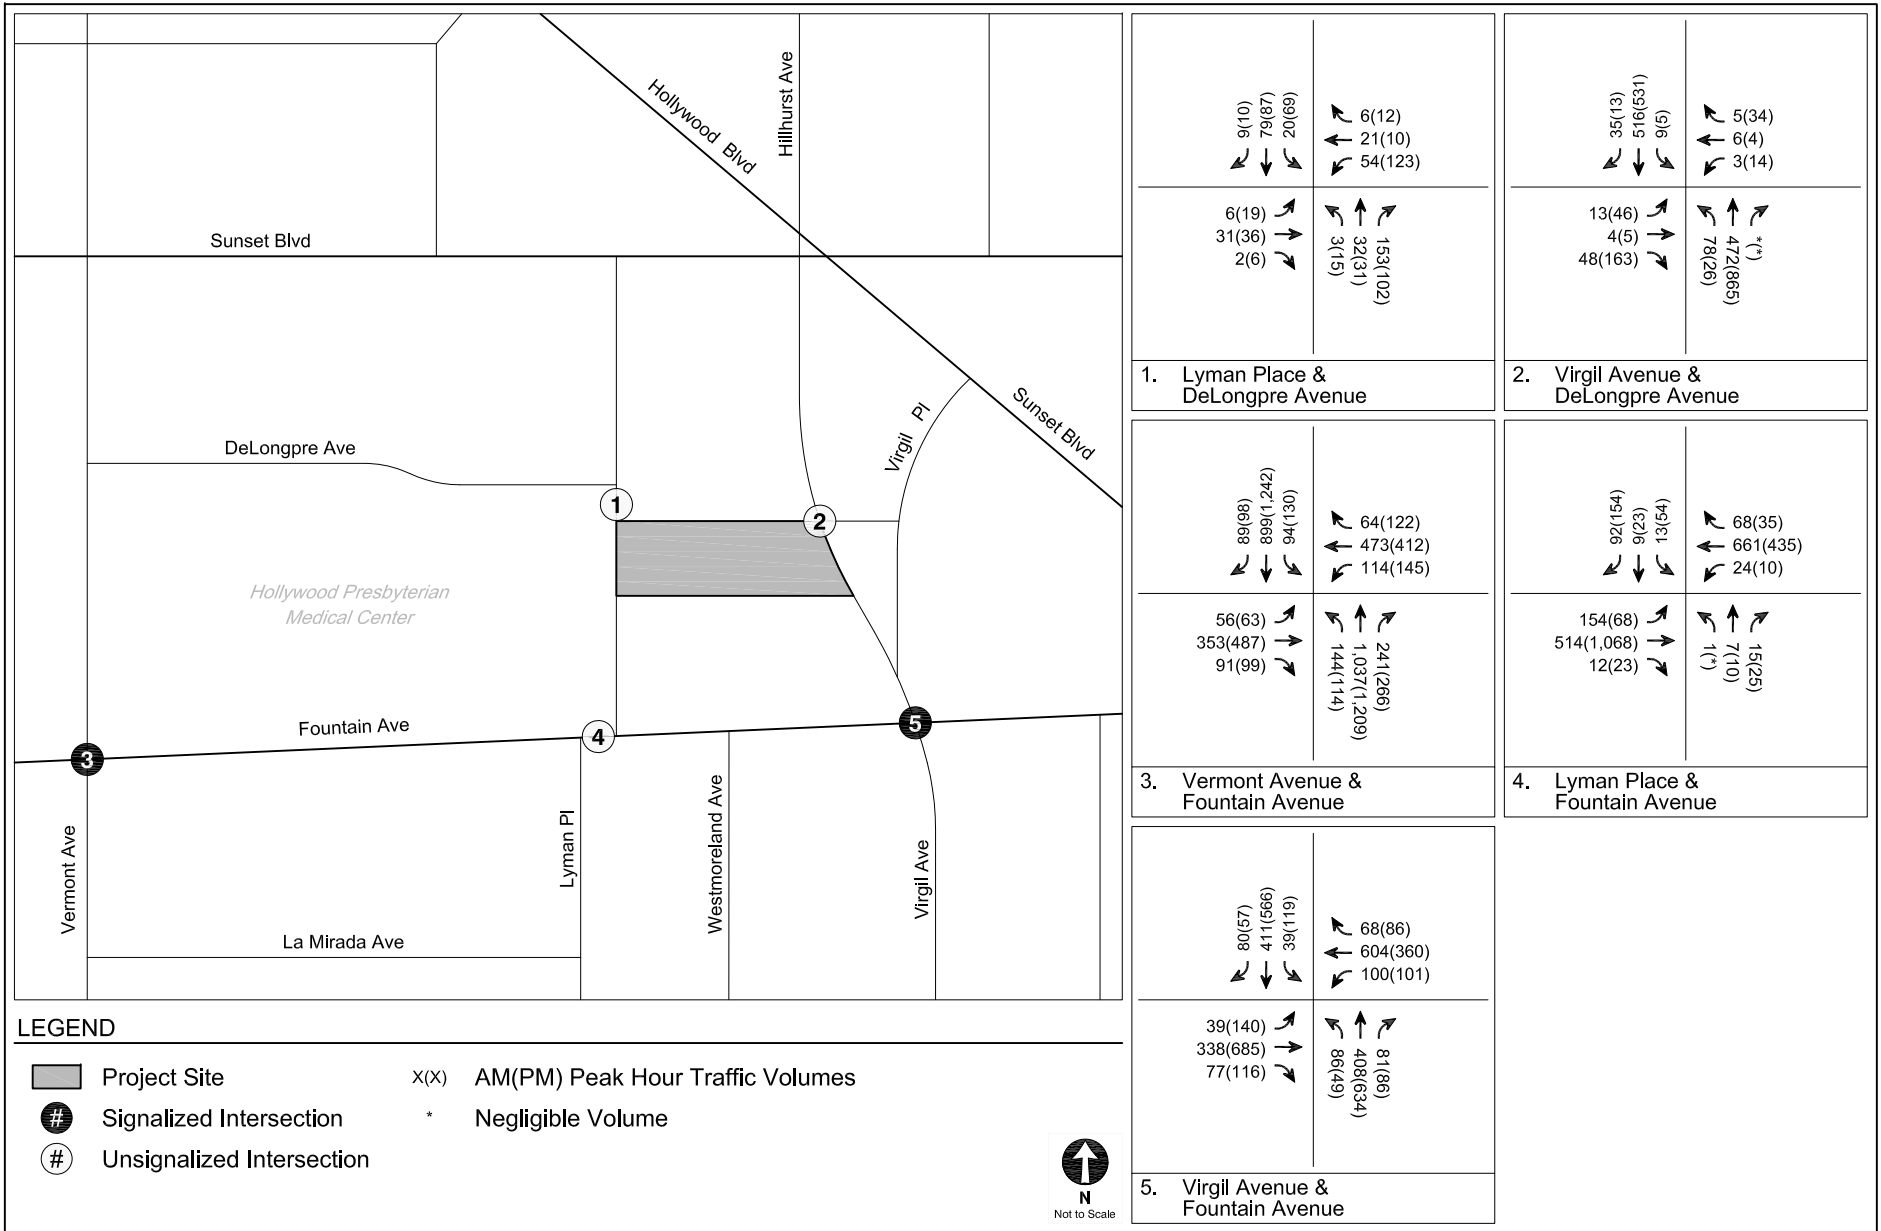 Hollywood Blvd
Hillhurst Ave
Sunset Blvd
Sunset Blvd
Virgil Pl
DeLongpre Ave
1
2
Hollywood Presbyterian
Medical Center
Fountain Ave
3
4
5
Vermont Ave
Lyman Pl
Westmoreland Ave
Virgil Ave
La Mirada Ave
9(10)
79(87)
20(69)
6(12)
21(10)
54(123)
6(19)
31(36)
2(6)
3(15)
32(31)
153(102)
1. Lyman Place &
DeLongpre Avenue
35(13)
516(531)
9(5)
5(34)
6(4)
3(14)
13(46)
4(5)
48(163)
78(26)
472(865)
*(*)
2. Virgil Avenue &
DeLongpre Avenue
89(98)
899(1,242)
94(130)
64(122)
473(412)
114(145)
56(63)
353(487)
91(99)
144(114)
1,037(1,209)
241(266)
3. Vermont Avenue &
Fountain Avenue
92(154)
9(23)
13(54)
68(35)
661(435)
24(10)
154(68)
514(1,068)
12(23)
1(*)
7(10)
15(25)
4. Lyman Place &
Fountain Avenue
80(57)
411(566)
39(119)
68(86)
604(360)
100(101)
39(140)
338(685)
77(116)
86(49)
408(634)
81(86)
5. Virgil Avenue &
Fountain Avenue
LEGEND
Project Site
# Signalized Intersection
# Unsignalized Intersection
X(X) AM(PM) Peak Hour Traffic Volumes
* Negligible Volume
N
Not to Scale